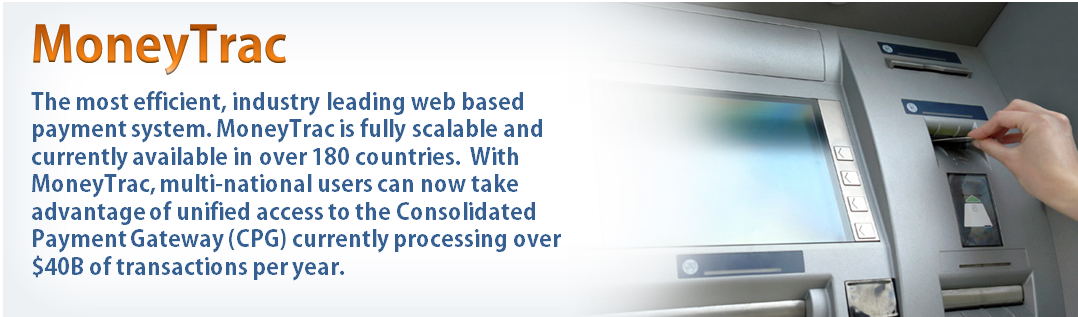 MoneyTrac
The most efficient, industry leading web based
payment system. MoneyTrac is fully scalable and
currently available in over 180 countries.  With
MoneyTrac, multi-national users can now take
advantage of unified access to the Consolidated
Payment Gateway (CPG) currently processing over
$40B of transactions per year.